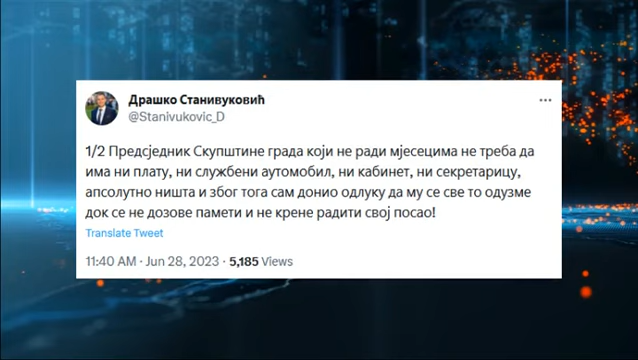 Драшко Станивуковић
@Stanivukovic_D
1/2 Предсједник Скупштине града који не ради мјесецима не треба да
има ни плату, ни службени аутомобил, ни кабинет, ни секретарицу,
апсолутно ништа и због тога сам донио одлуку да му се све то одузме
док се не дозове памети и не крене радити свој посао!
Translate Tweet
11:40 AM · Jun 28, 2023 · 5,185 Views